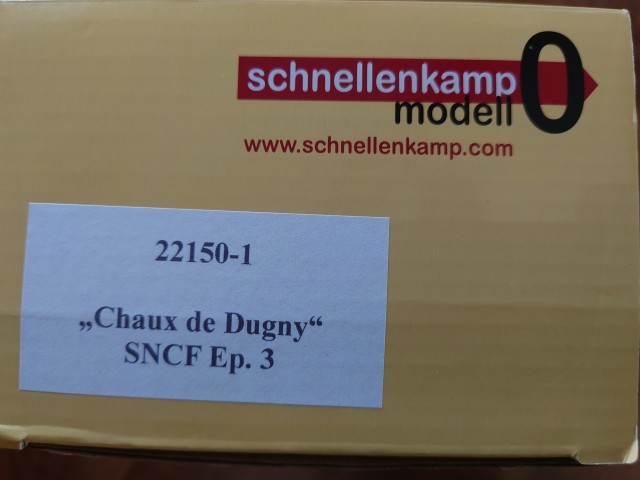 schnellenkamp 0
modell
www.schnellenkamp.com
22150-1
„Chaux de Dugny“
SNCF Ep. 3